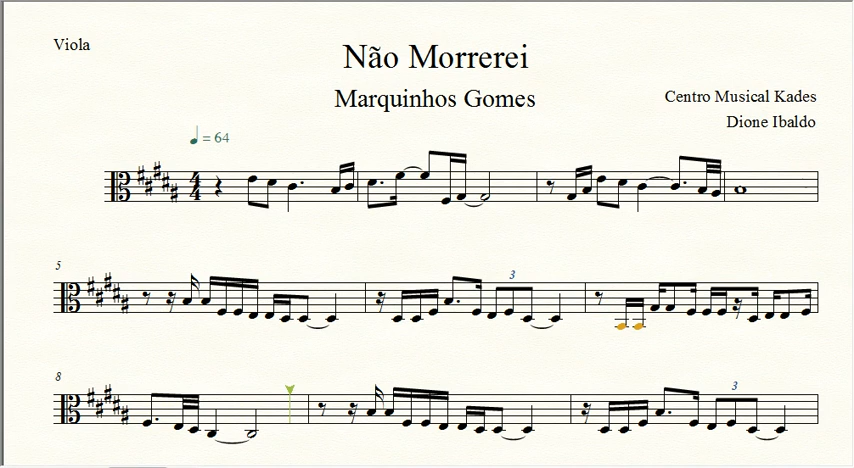 Viola
Não Morrerei
Marquinhos Gomes
Centro Musical Kades
Dione Ibaldo
= 64
4
4
5
3
8
3